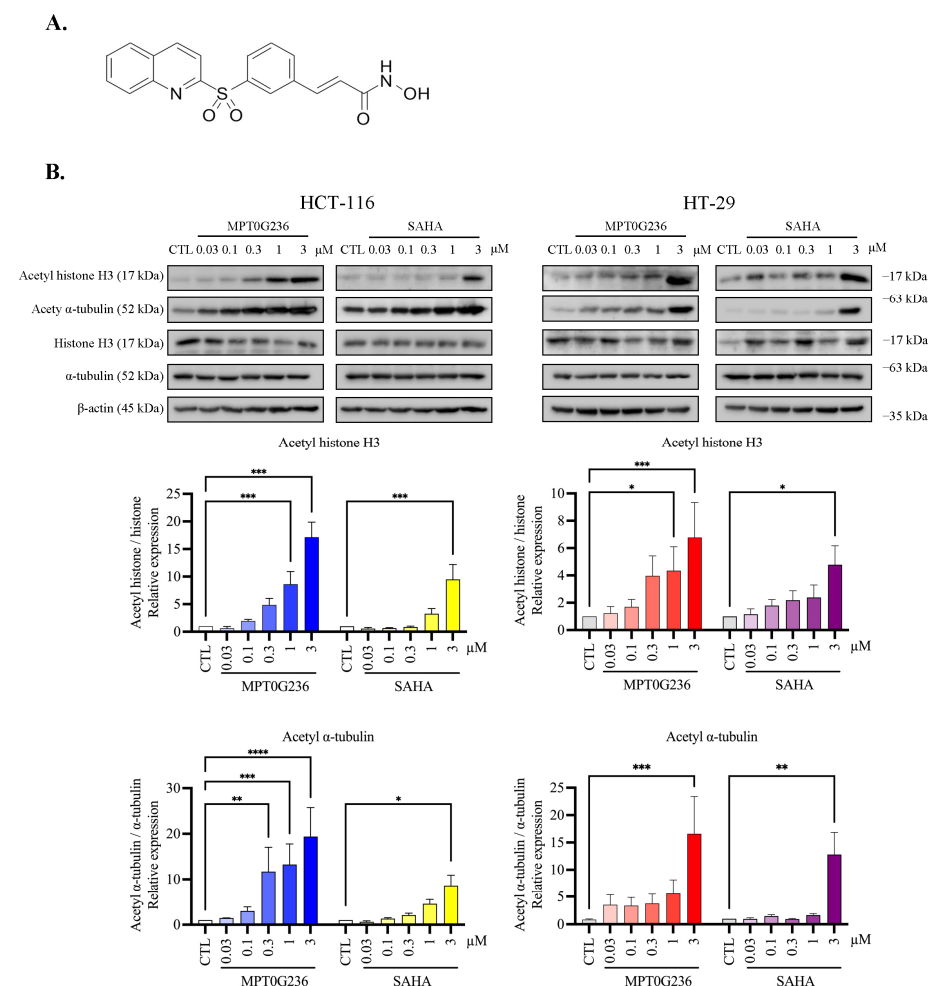 A.
N
S
O O
O
H
N
OH
B.
HCT-116 HT-29
MPT0G236 SAHA MPT0G236 SAHA
CTL 0.03 0.1 0.3 1 3 µM CTL 0.03 0.1 0.3 1 3 µM CTL 0.03 0.1 0.3 1 3 µM CTL 0.03 0.1 0.3 1 3 µM
Acetyl histone H3 (17 kDa) −17 kDa
−63 kDa
Acety α-tubulin (52 kDa)
Histone H3 (17 kDa) −17 kDa
α-tubulin (52 kDa) −63 kDa
β-actin (45 kDa) −35 kDa
Acetyl histone H3
Acetyl histone / histone
Relative expression
25
20
15
10
5
0
***
***
***
CTL 0.03 0.1 0.3 1 3 CTL 0.03 0.1 0.3 1 3 µM
MPT0G236 SAHA
Acetyl histone H3
Acetyl histone / histone
Relative expression
10
8
6
4
2
0
***
*
*
CTL 0.03 0.1 0.3 1 3 CTL 0.03 0.1 0.3 1 3 µM
MPT0G236 SAHA
Acetyl α-tubulin
Acetyl α-tubulin / α-tubulin
Relative expression
30
20
10
0
****
***
**
*
CTL 0.03 0.1 0.3 1 3 CTL 0.03 0.1 0.3 1 3 µM
MPT0G236 SAHA
Acetyl α-tubulin
Acetyl α-tubulin / α-tubulin
Relative expression
25
20
15
10
5
0
***
**
CTL 0.03 0.1 0.3 1 3 CTL 0.03 0.1 0.3 1 3 µM
MPT0G236 SAHA